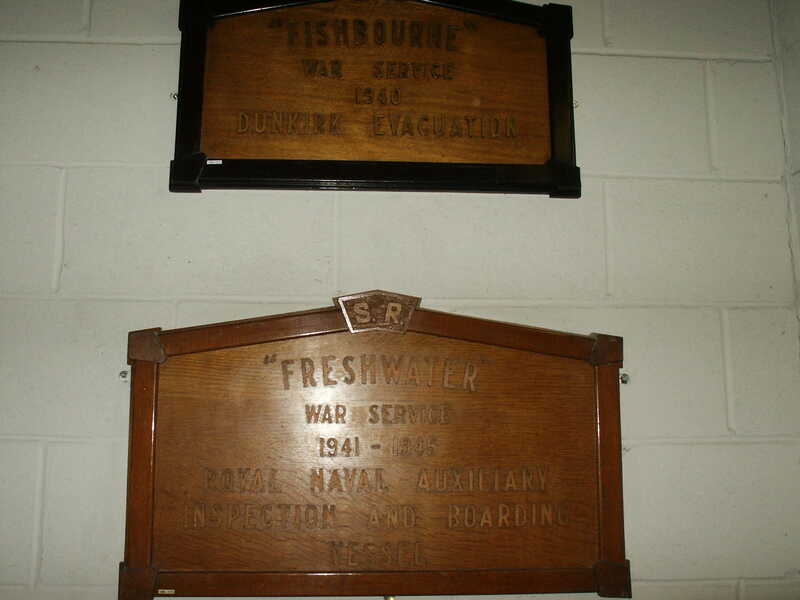 "FISHBOURNE"
WAR SERVICE
1940
DUNKIRK EVACUATION
S.R
"FRESHWATER"
WAR SERVICE
1941 - 1945
ROYAL NAVAL AUXILIARY
INSPECTION AND BOARDING
VESSEL